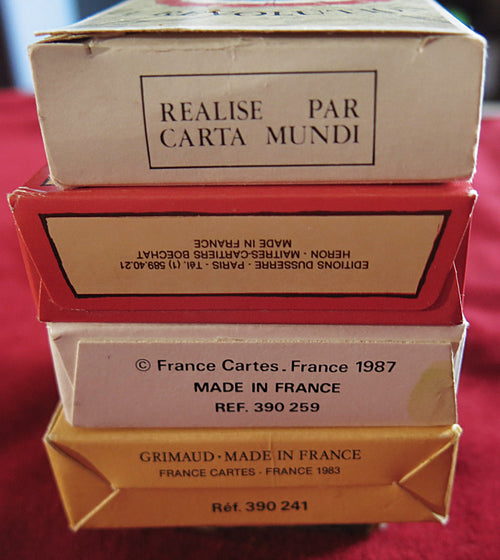 REALISE PAR
CARTA MUNDI
EDITIONS DUSSERRE - PARIS - Tél. (1) 589.40.21
HERON - MAITRES-CARTIERS BOECHAT
MADE IN FRANCE
© France Cartes - France 1987
MADE IN FRANCE
REF. 390 259
GRIMAUD • MADE IN FRANCE
FRANCE CARTES - FRANCE 1983
Réf. 390 241